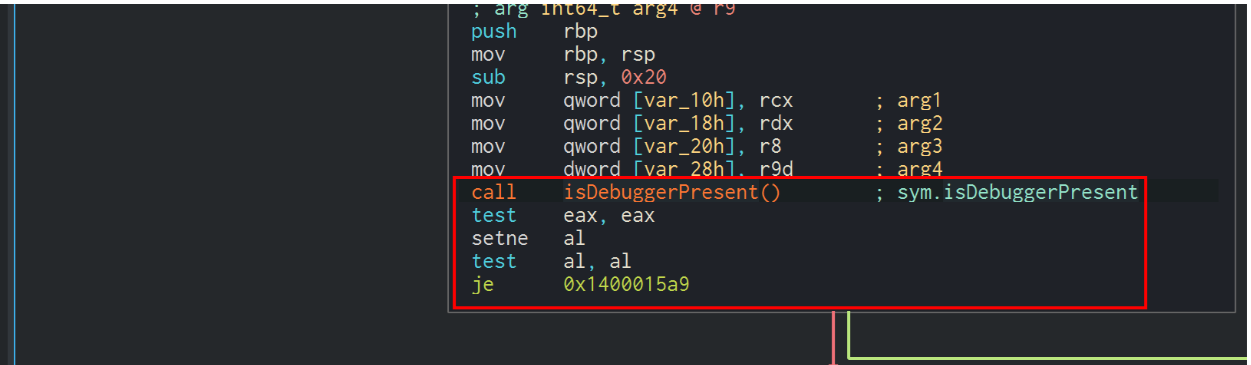 ; arg int64_t arg4 @ r9
push rbp
mov rbp, rsp
sub rsp, 0x20
mov qword [var_10h], rcx ; arg1
mov qword [var_18h], rdx ; arg2
mov qword [var_20h], r8 ; arg3
mov dword [var_28h], r9d ; arg4
call isDebuggerPresent() ; sym.isDebuggerPresent
test eax, eax
setne al
test al, al
je 0x1400015a9